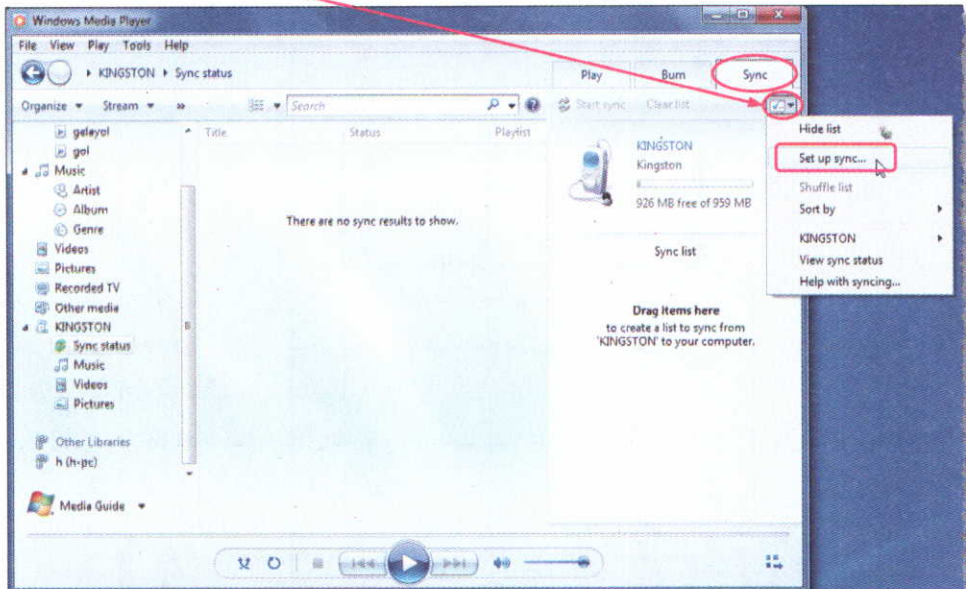 Windows Media Player
File View Play Tools Help
KINGSTON Sync status
Play Burn Sync
Organize Stream » Search Start sync Clear list
gelayol
gol
Music
Artist
Album
Genre
Videos
Pictures
Recorded TV
Other media
KINGSTON
Sync status
Music
Videos
Pictures
Other Libraries
h (h-pc)
Media Guide
Title Status Playlist
There are no sync results to show.
KINGSTON
Kingston
926 MB free of 959 MB
Sync list
Drag items here
to create a list to sync from
'KINGSTON' to your computer.
Hide list
Set up sync...
Shuffle list
Sort by
KINGSTON
View sync status
Help with syncing...